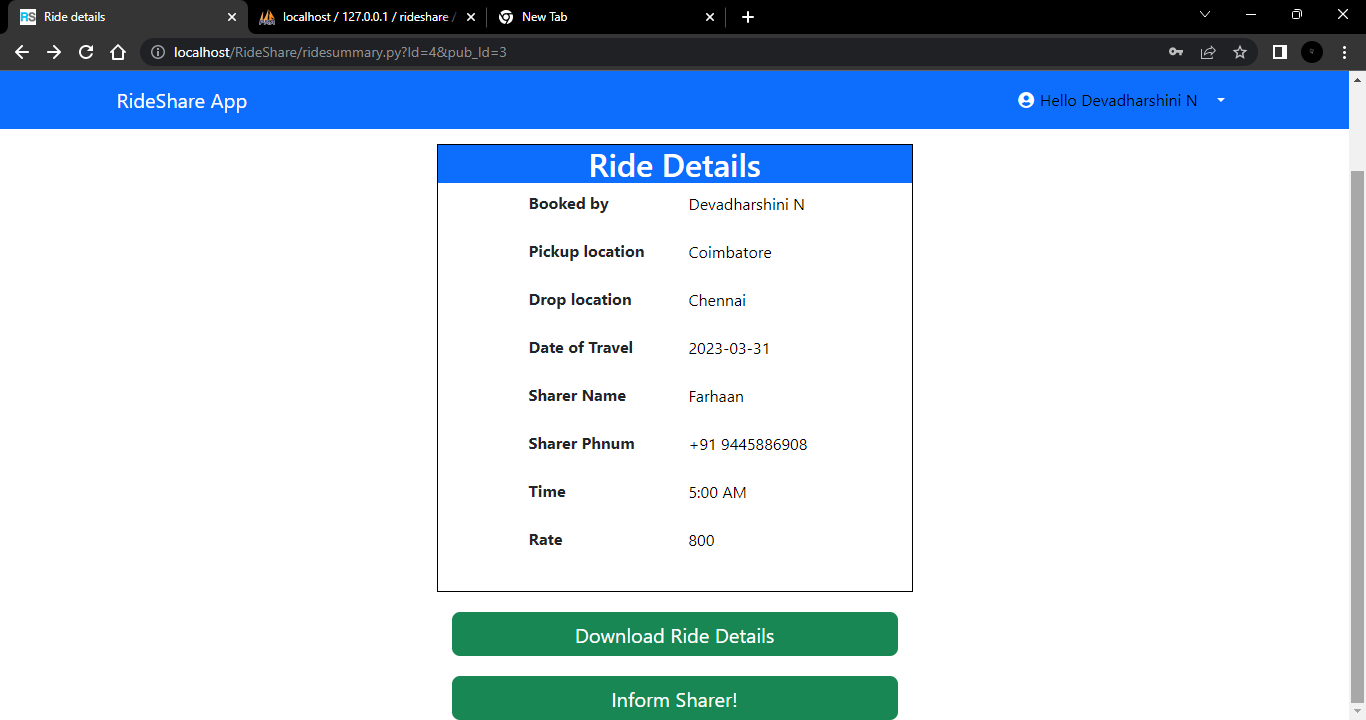 RS Ride details
localhost / 127.0.0.1 / rideshare /
New Tab
localhost/RideShare/ridesummary.py?Id=4&pub_Id=3
RideShare App
Hello Devadharshini N
Ride Details
Booked by Devadharshini N
Pickup location Coimbatore
Drop location Chennai
Date of Travel 2023-03-31
Sharer Name Farhaan
Sharer Phnum +91 9445886908
Time 5:00 AM
Rate 800
Download Ride Details
Inform Sharer!